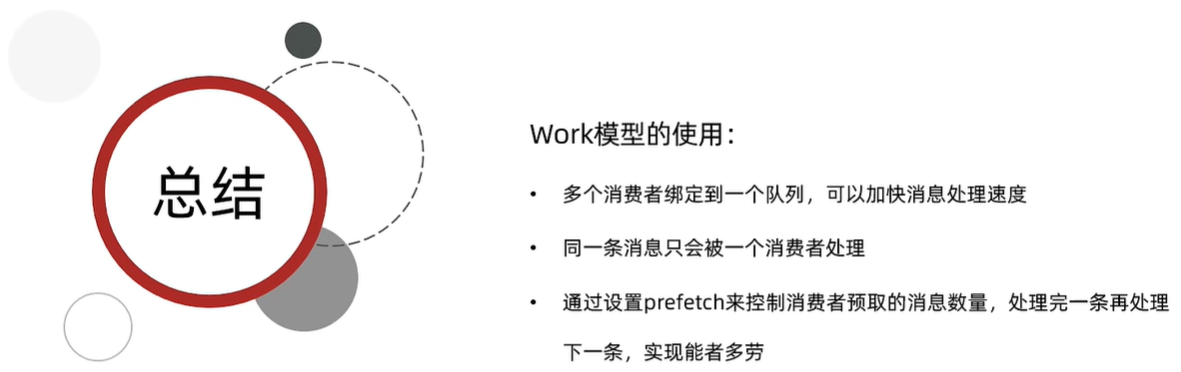 总结
Work模型的使用：
• 多个消费者绑定到一个队列，可以加快消息处理速度
• 同一条消息只会被一个消费者处理
• 通过设置prefetch来控制消费者预取的消息数量，处理完一条再处理
下一条，实现能者多劳